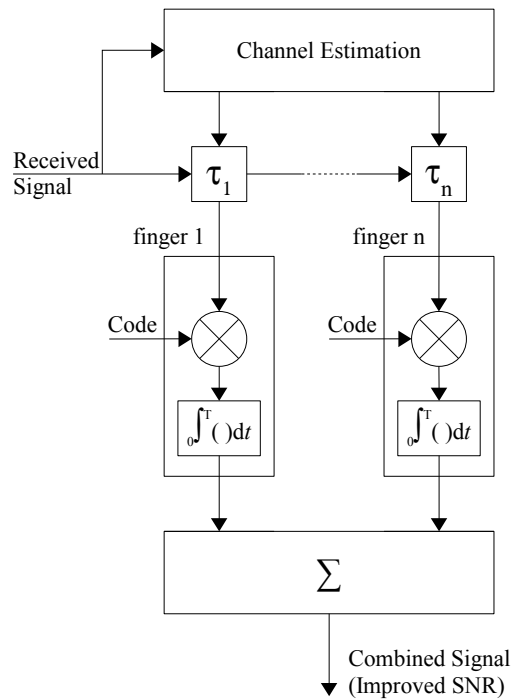 Channel Estimation
Received
Signal
τ1
τn
finger 1
finger n
Code
Code
0∫T( )dt
0∫T( )dt
Σ
Combined Signal
(Improved SNR)